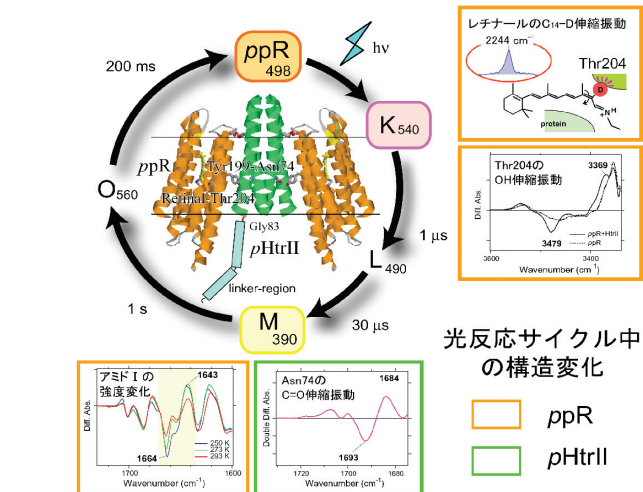 レチナールのC14–D伸縮振動
2244 cm⁻¹
Thr204
D
N
H
protein
ppR
498
hν
200 ms
K540
ppR
Tyr199-Asn74
Retinal-Thr204
O560
Gly83
pHtrII
linker-region
L490
1 μs
1 s
30 μs
M
390
Thr204の
OH伸縮振動
3369
3479
ppR+HtrII
ppR
Diff. Abs.
3600
3400
Wavenumber (cm⁻¹)
光反応サイクル中
の構造変化
ppR
pHtrII
アミドⅠの
強度変化
1643
1664
250 K
273 K
293 K
Diff. Abs.
1700
1600
Wavenumber (cm⁻¹)
Asn74の
C=O伸縮振動
1684
1693
Double Diff. Abs.
1720
1700
1680
Wavenumber (cm⁻¹)